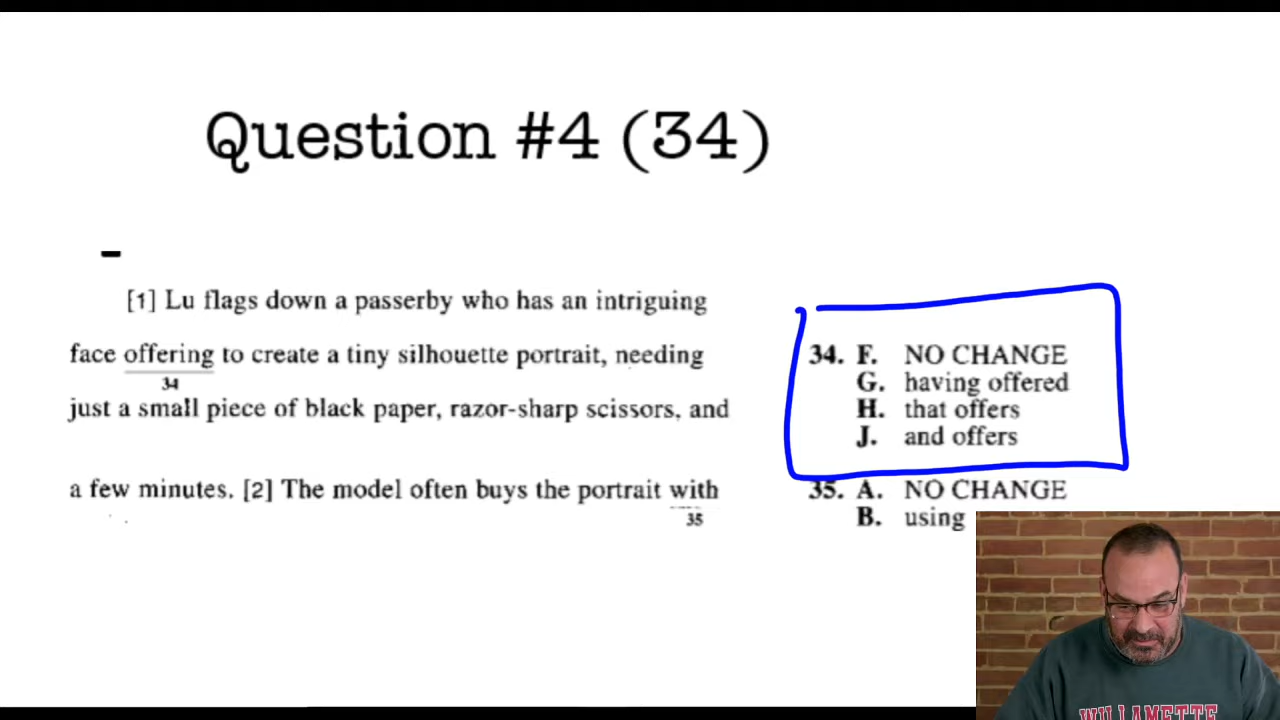 Question #4 (34)
-
[1] Lu flags down a passerby who has an intriguing
face offering to create a tiny silhouette portrait, needing
34
just a small piece of black paper, razor-sharp scissors, and
a few minutes. [2] The model often buys the portrait with
35
34. F. NO CHANGE
G. having offered
H. that offers
J. and offers
35. A. NO CHANGE
B. using
WILLAMETTE